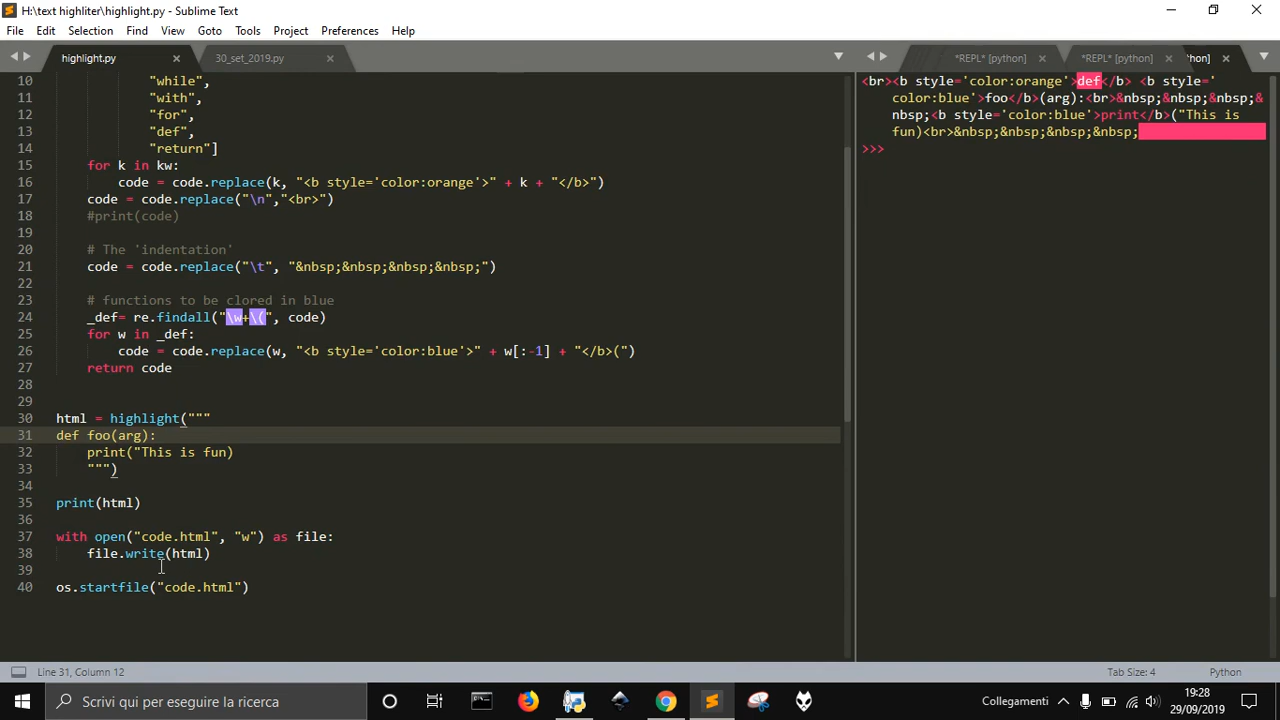 H:\text highliter\highlight.py - Sublime Text
File Edit Selection Find View Goto Tools Project Preferences Help
highlight.py 30_set_2019.py
*REPL* [python] *REPL* [python] hon]
10 "while",
11 "with",
12 "for",
13 "def",
14 "return"]
15 for k in kw:
16 code = code.replace(k, "<b style='color:orange'>" + k + "</b>")
17 code = code.replace("\n","<br>")
18 #print(code)
19
20 # The 'indentation'
21 code= code.replace("\t", "&nbsp;&nbsp;&nbsp;&nbsp;")
22
23 # functions to be clored in blue
24 _def= re.findall("\w+\(", code)
25 for w in _def:
26 code = code.replace(w, "<b style='color:blue'>" + w[:-1] + "</b>(")
27 return code
28
29
30 html = highlight("""
31 def foo(arg):
32 print("This is fun)
33 """)
34
35 print(html)
36
37 with open("code.html", "w") as file:
38 file.write(html)
39
40 os.startfile("code.html")
<br><b style='color:orange'>def</b> <b style='
color:blue'>foo</b>(arg):<br>&nbsp;&nbsp;&nbsp;&
nbsp;<b style='color:blue'>print</b>("This is
fun)<br>&nbsp;&nbsp;&nbsp;&nbsp;
>>>
Line 31, Column 12
Tab Size: 4 Python
Scrivi qui per eseguire la ricerca
Collegamenti
19:28
29/09/2019